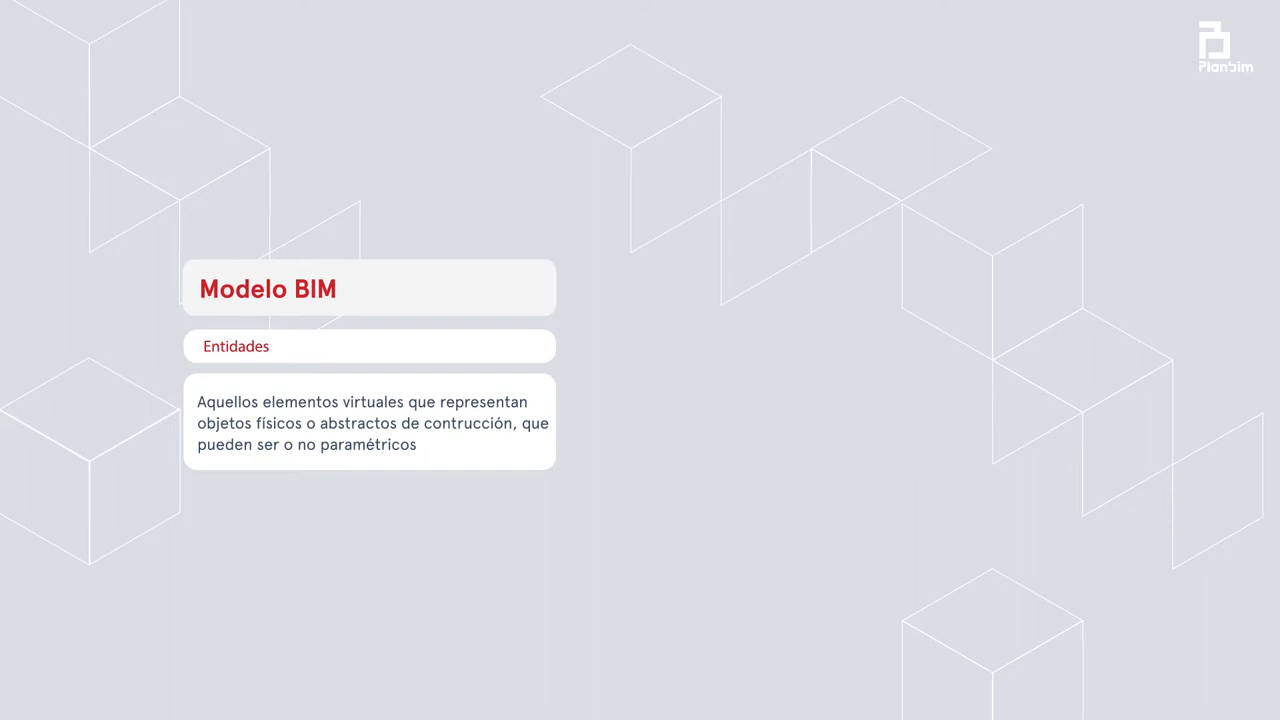 Planbim
Modelo BIM
Entidades
Aquellos elementos virtuales que representan
objetos físicos o abstractos de contrucción, que
pueden ser o no paramétricos